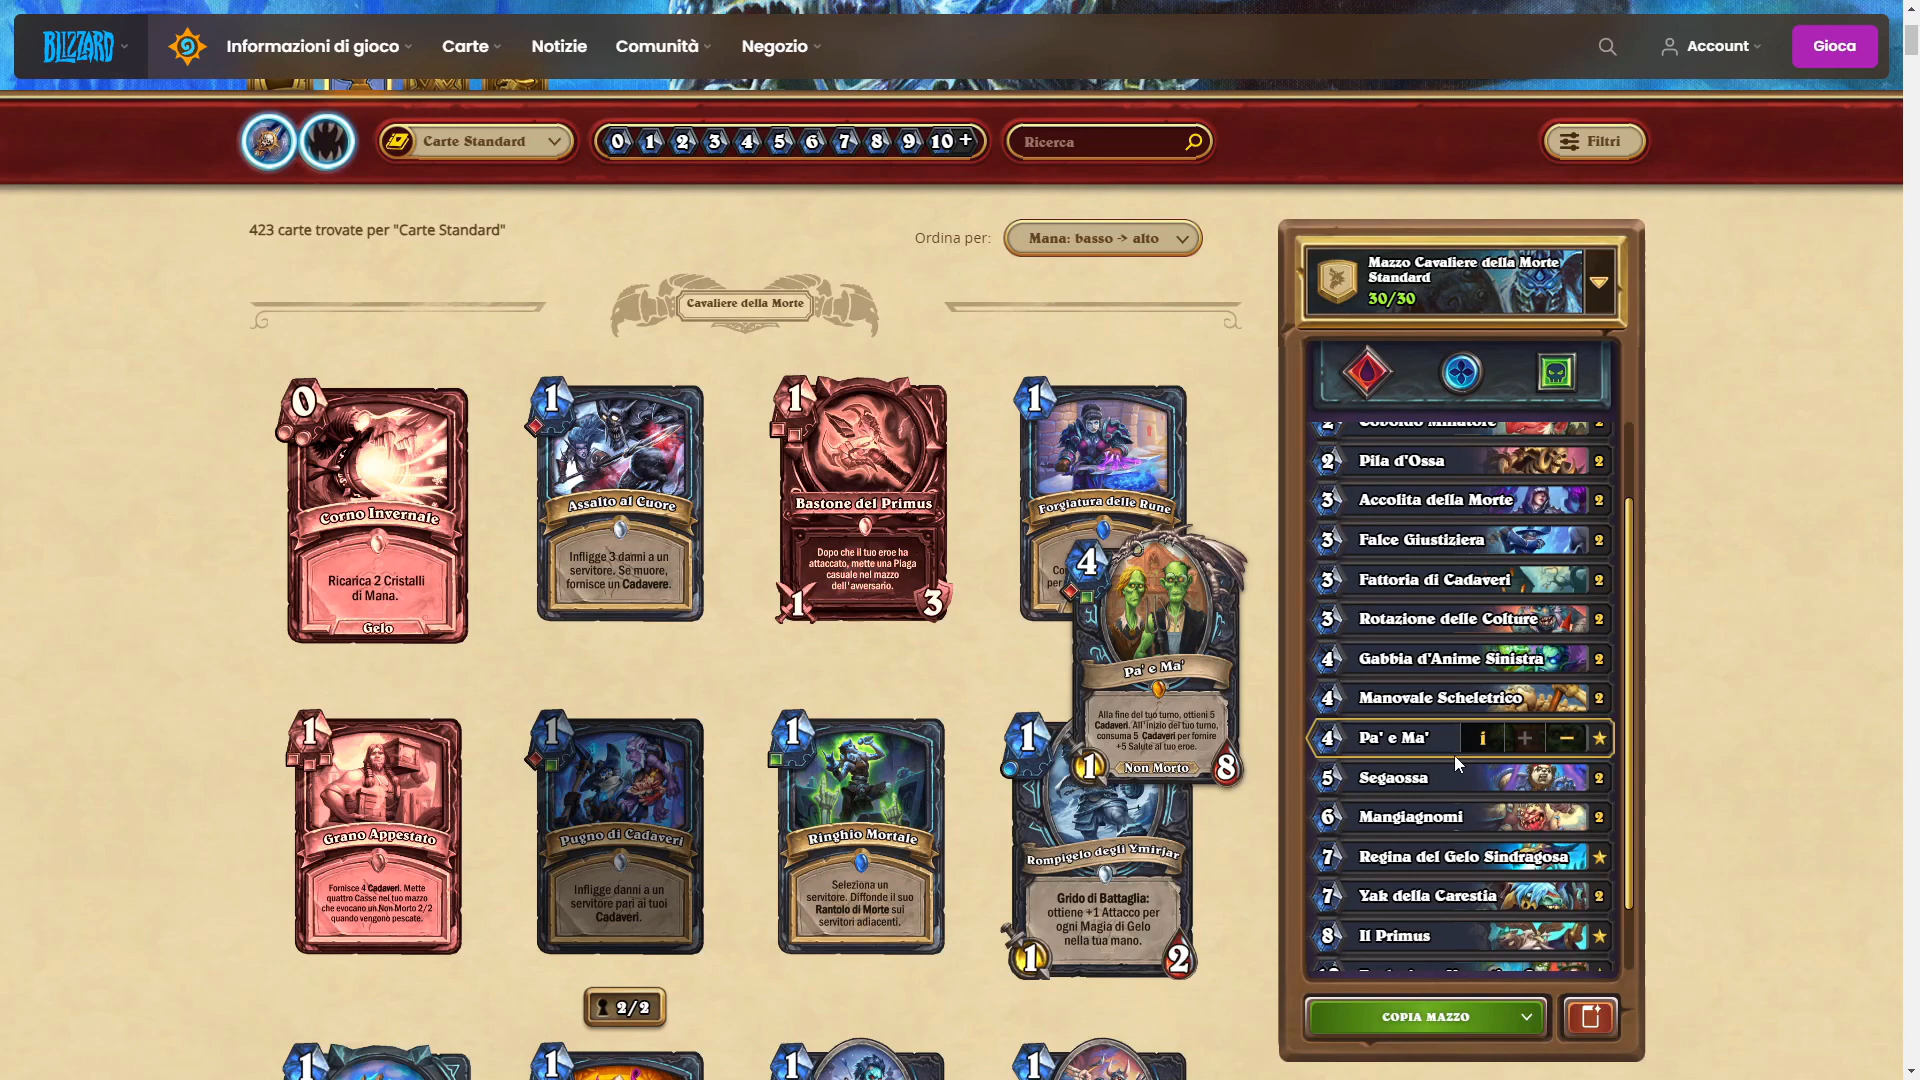 BLIZZARD
Informazioni di gioco
Carte
Notizie
Comunità
Negozio
Account
Gioca
Carte Standard
0 1 2 3 4 5 6 7 8 9 10 +
Ricerca
Filtri
423 carte trovate per "Carte Standard"
Ordina per:
Mana: basso -> alto
Cavaliere della Morte
0
Corno Invernale
Ricarica 2 Cristalli
di Mana.
Gelo
1
Assalto al Cuore
Infligge 3 danni a un
servitore. Se muore,
fornisce un Cadavere.
1
Bastone del Primus
Dopo che il tuo eroe ha
attaccato, mette una Plaga
casuale nel mazzo
dell'avversario.
1
3
1
Forgiatura delle Rune
4
Pa' e Ma'
Alla fine del tuo turno, ottieni 5
Cadaveri. All'inizio del tuo turno,
consuma 5 Cadaveri per fornire
+5 Salute al tuo eroe.
1
Non Morto
8
1
Grano Appestato
Fornisce 4 Cadaveri. Mette
quattro Casse nel tuo mazzo
che evocano un Non Morto 2/2
quando vengono pescate.
1
Pugno di Cadaveri
Infligge danni a un
servitore pari ai tuoi
Cadaveri.
2/2
1
Ringhio Mortale
Seleziona un
servitore. Diffonde il suo
Rantolo di Morte sui
servitori adiacenti.
1
Rompigelo degli Ymirjar
Grido di Battaglia:
ottiene +1 Attacco per
ogni Magia di Gelo
nella tua mano.
1
2
1
1
1
1
Mazzo Cavaliere della Morte
Standard
30/30
2 Coboldo Minatore 2
2 Pila d'Ossa 2
3 Accolita della Morte 2
3 Falce Giustiziera 2
3 Fattoria di Cadaveri 2
3 Rotazione delle Colture 2
4 Gabbia d'Anime Sinistra 2
4 Manovale Scheletrico 2
4 Pa' e Ma' i + −
5 Segaossa 2
6 Mangiagnomi 2
7 Regina del Gelo Sindragosa
7 Yak della Carestia 2
8 Il Primus
COPIA MAZZO